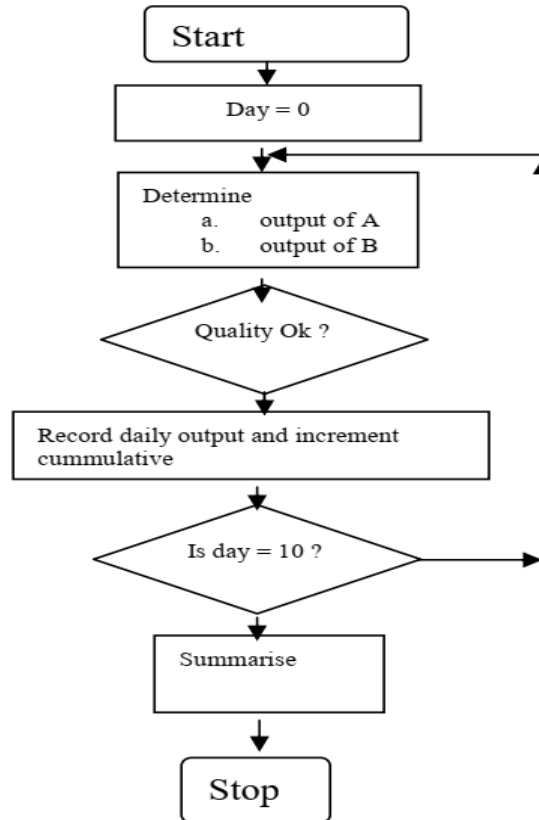 Start
Day = 0
Determine
a. output of A
b. output of B
Quality Ok ?
Record daily output and increment
cummulative
Is day = 10 ?
Summarise
Stop